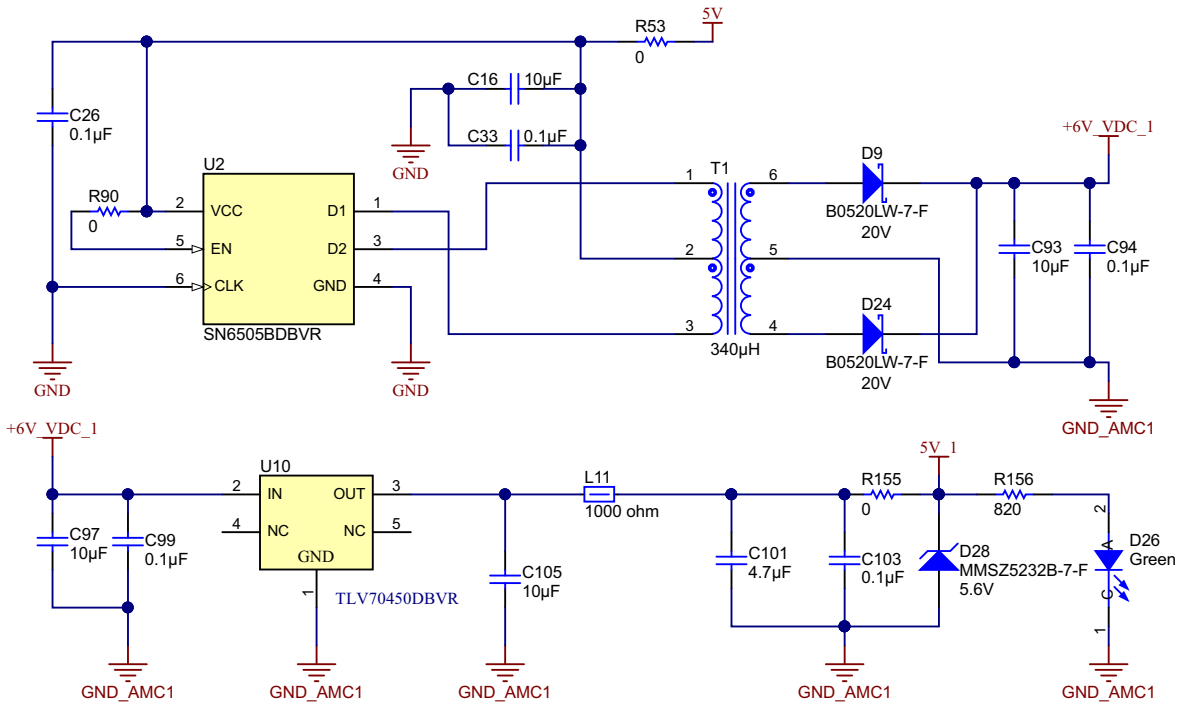 5V
R53
0
C16 10µF
C26
0.1µF
C33 0.1µF
GND
+6V_VDC_1
U2
T1
D9
R90
0
1
6
B0520LW-7-F
20V
2 VCC D1 1
5 EN D2 3
6 CLK GND 4
SN6505BDBVR
2
5
C93
10µF
C94
0.1µF
D24
3
4
340µH
B0520LW-7-F
20V
GND
GND
GND_AMC1
+6V_VDC_1
U10
2 IN OUT 3
4 NC NC 5
GND
1
TLV70450DBVR
C97
10µF
C99
0.1µF
C105
10µF
L11
1000 ohm
C101
4.7µF
C103
0.1µF
R155
0
5V_1
R156
820
D28
MMSZ5232B-7-F
5.6V
2
A
D26
Green
C
1
GND_AMC1
GND_AMC1
GND_AMC1
GND_AMC1
GND_AMC1